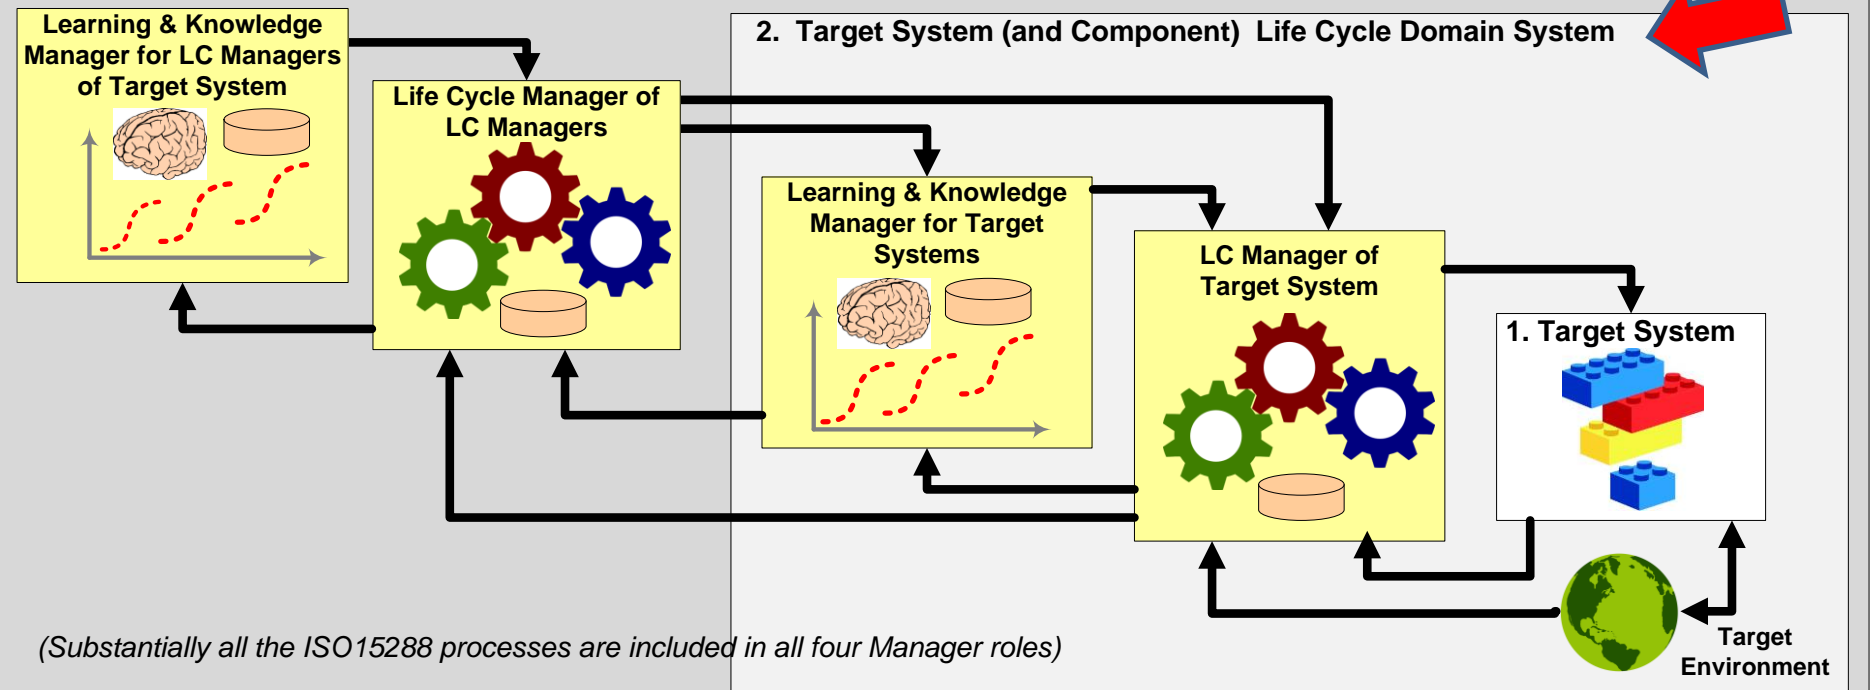 Learning & Knowledge
Manager for LC Managers
of Target System
2. Target System (and Component) Life Cycle Domain System
Life Cycle Manager of
LC Managers
Learning & Knowledge
Manager for Target
Systems
LC Manager of
Target System
1. Target System
Target
Environment
(Substantially all the ISO15288 processes are included in all four Manager roles)